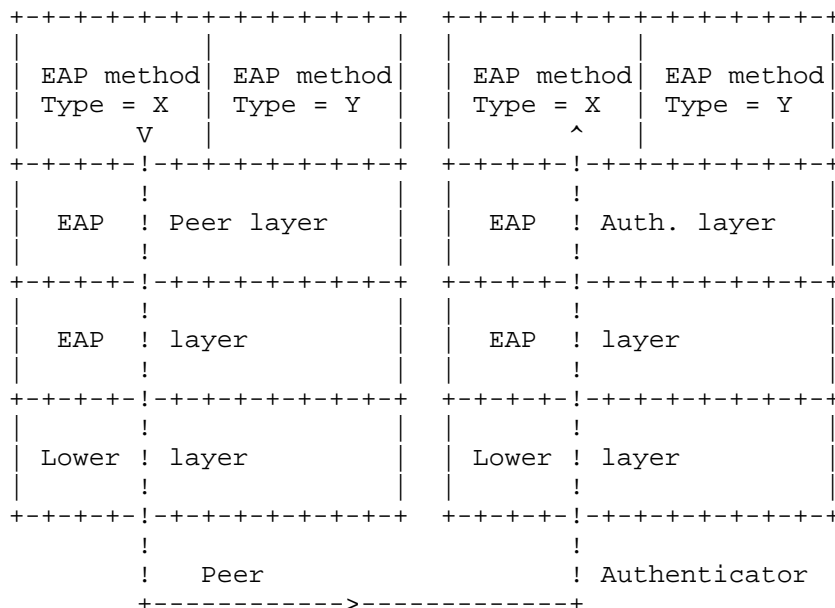 +-+-+-+-+-+-+-+-+-+-+-+-+  +-+-+-+-+-+-+-+-+-+-+-+-+
|           |           |  |           |           |
| EAP method| EAP method|  | EAP method| EAP method|
| Type = X  | Type = Y  |  | Type = X  | Type = Y  |
|       V   |           |  |       ^   |           |
+-+-+-+-!-+-+-+-+-+-+-+-+  +-+-+-+-!-+-+-+-+-+-+-+-+
|       !               |  |       !               |
|  EAP  ! Peer layer    |  |  EAP  ! Auth. layer   |
|       !               |  |       !               |
+-+-+-+-!-+-+-+-+-+-+-+-+  +-+-+-+-!-+-+-+-+-+-+-+-+
|       !               |  |       !               |
|  EAP  ! layer         |  |  EAP  ! layer         |
|       !               |  |       !               |
+-+-+-+-!-+-+-+-+-+-+-+-+  +-+-+-+-!-+-+-+-+-+-+-+-+
|       !               |  |       !               |
| Lower ! layer         |  | Lower ! layer         |
|       !               |  |       !               |
+-+-+-+-!-+-+-+-+-+-+-+-+  +-+-+-+-!-+-+-+-+-+-+-+-+
        !                          !
        !   Peer                   ! Authenticator
        +------------>-------------+